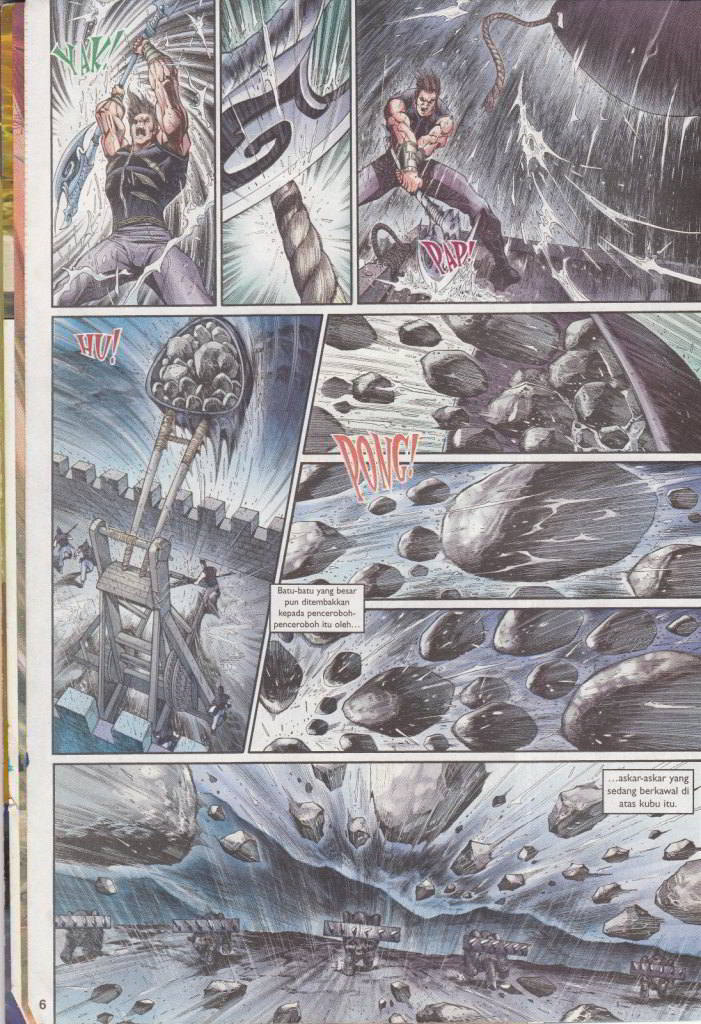 YAK!
PAP!
HU!
PONG!
Batu-batu yang besar
pun ditembakkan
kepada penceroboh-
penceroboh itu oleh...
...askar-askar yang
sedang berkawal di
atas kubu itu.
6